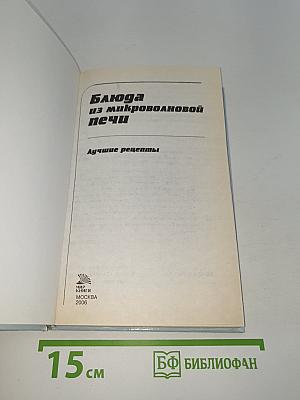 Блюда
из микроволновой
печи
Лучшие рецепты
МИР
КНИГИ
МОСКВА
2006
15 см
БФ БИБЛИОФАН